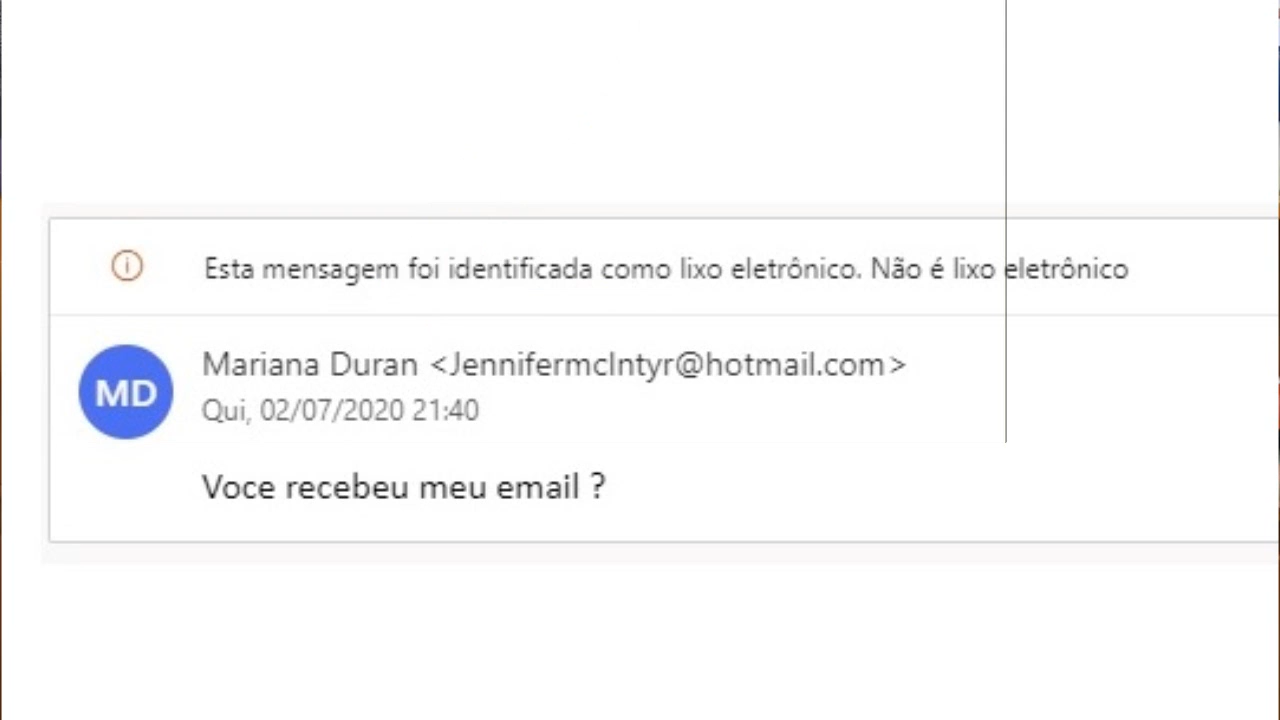 Esta mensagem foi identificada como lixo eletrônico. Não é lixo eletrônico
MD
Mariana Duran <JennifermcIntyr@hotmail.com>
Qui, 02/07/2020 21:40
Voce recebeu meu email ?